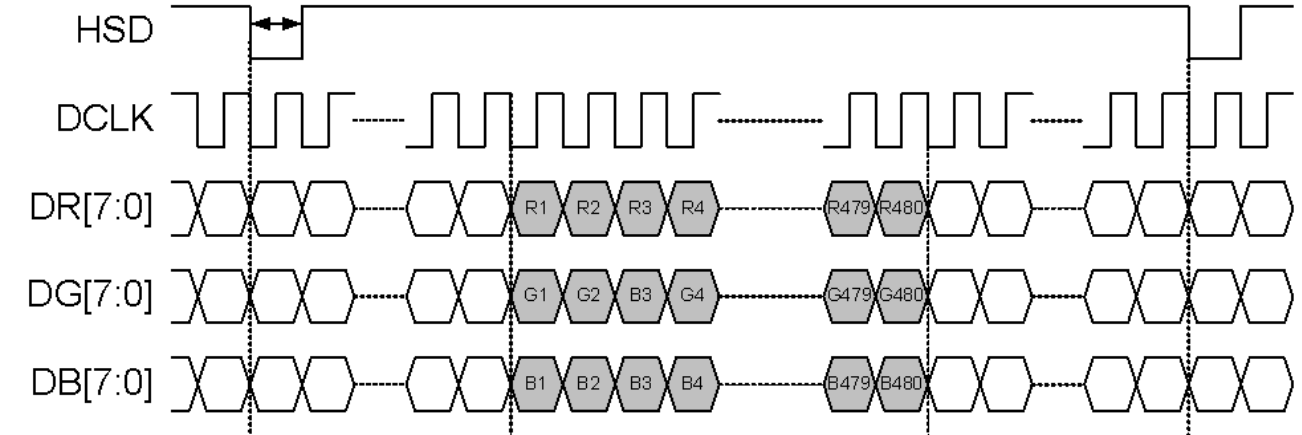 HSD
DCLK
DR[7:0] R1 R2 R3 R4 R479 R480
DG[7:0] G1 G2 B3 G4 G479 G480
DB[7:0] B1 B2 B3 B4 B479 B480